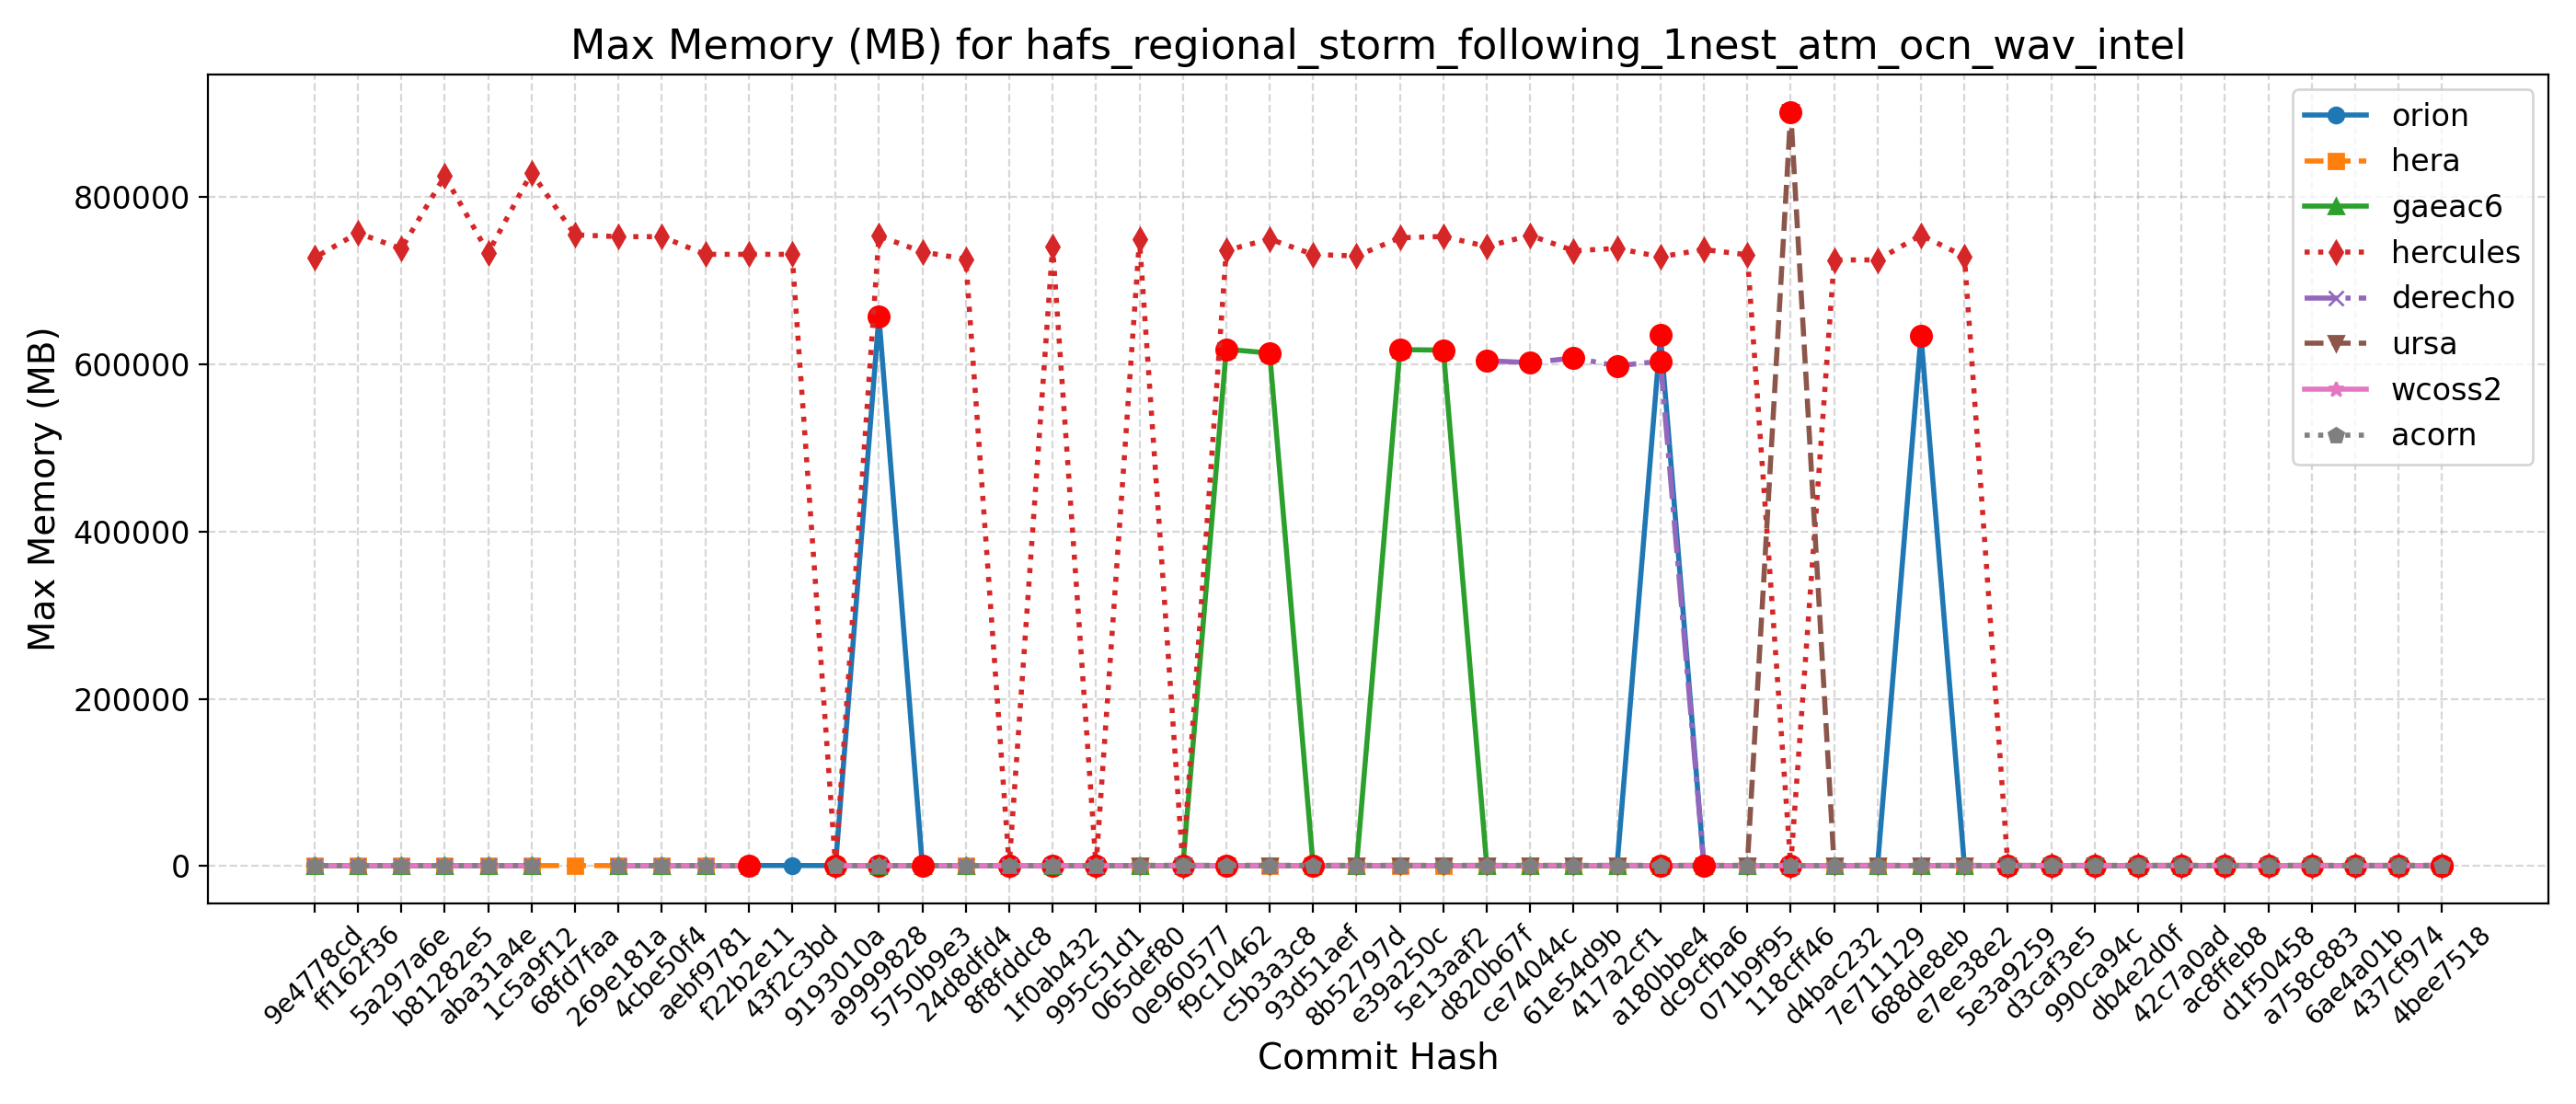 Max Memory (MB) for hafs_regional_storm_following_1nest_atm_ocn_wav_intel
Max Memory (MB)
800000
600000
400000
200000
0
orion
hera
gaeac6
hercules
derecho
ursa
wcoss2
acorn
9e4778cd
ff162f36
5a297a6e
b81282e5
aba31a4e
1c5a9f12
68fd7faa
269e181a
4cbe50f4
aebf9781
f22b2e11
43f2c3bd
9193010a
a9999828
5750b9e3
24d8dfd4
8f8fddc8
1f0ab432
995c51d1
065def80
0e960577
f9c10462
c5b3a3c8
93d51aef
8b52797d
e39a250c
5e13aaf2
d820b67f
ce74044c
61e54d9b
417a2cf1
a180bbe4
dc9cfba6
071b9f95
118cff46
d4bac232
7e711129
688de8eb
e7ee38e2
5e3a9259
d3caf3e5
990ca94c
db4e2d0f
42c7a0ad
ac8ffeb8
d1f50458
a758c883
6ae4a01b
437cf974
4bee7518
Commit Hash